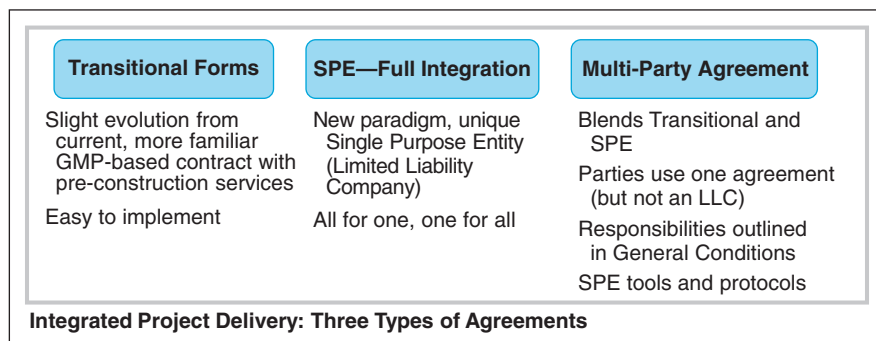 Transitional Forms
Slight evolution from
current, more familiar
GMP-based contract with
pre-construction services
Easy to implement
SPE—Full Integration
New paradigm, unique
Single Purpose Entity
(Limited Liability
Company)
All for one, one for all
Multi-Party Agreement
Blends Transitional and
SPE
Parties use one agreement
(but not an LLC)
Responsibilities outlined
in General Conditions
SPE tools and protocols
Integrated Project Delivery: Three Types of Agreements